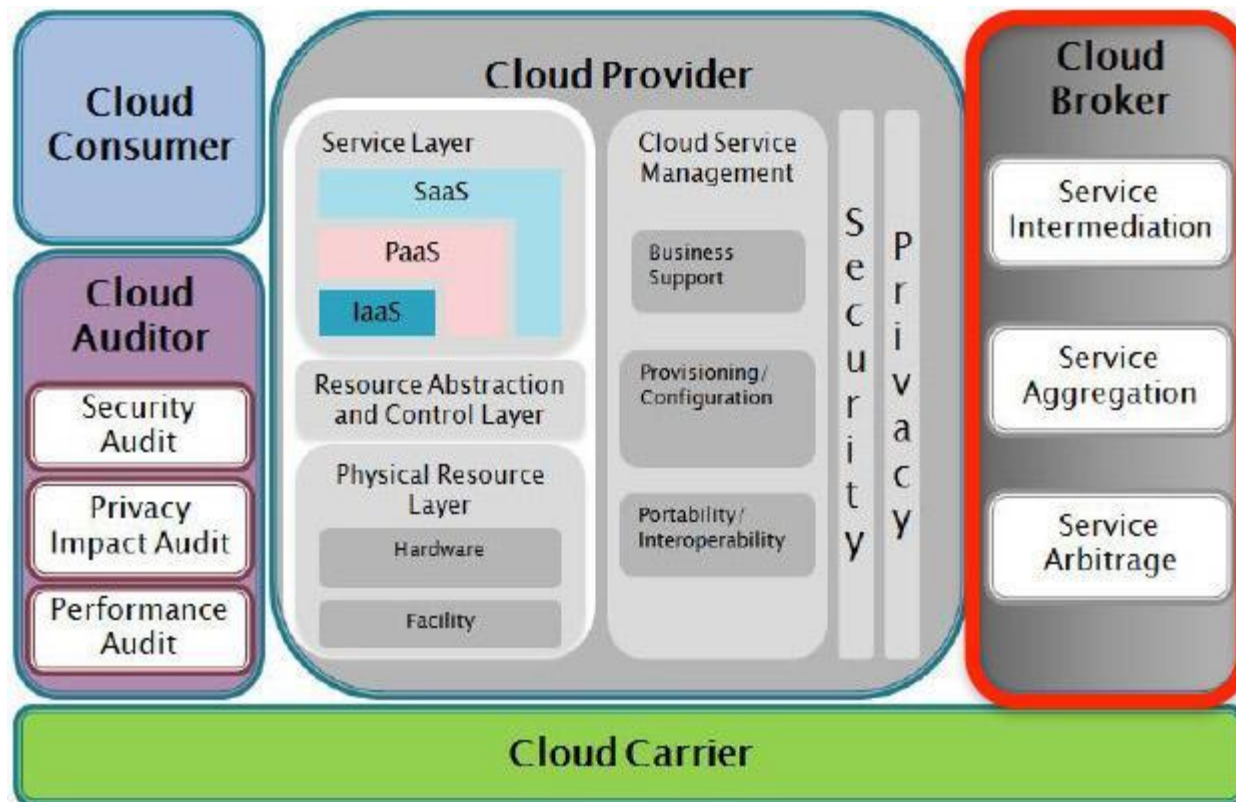 Cloud
Consumer
Cloud
Auditor
Security
Audit
Privacy
Impact Audit
Performance
Audit
Cloud Provider
Service Layer
SaaS
PaaS
IaaS
Resource Abstraction
and Control Layer
Physical Resource
Layer
Hardware
Facility
Cloud Service
Management
Business
Support
Provisioning/
Configuration
Portability/
Interoperability
Security
Privacy
Cloud
Broker
Service
Intermediation
Service
Aggregation
Service
Arbitrage
Cloud Carrier